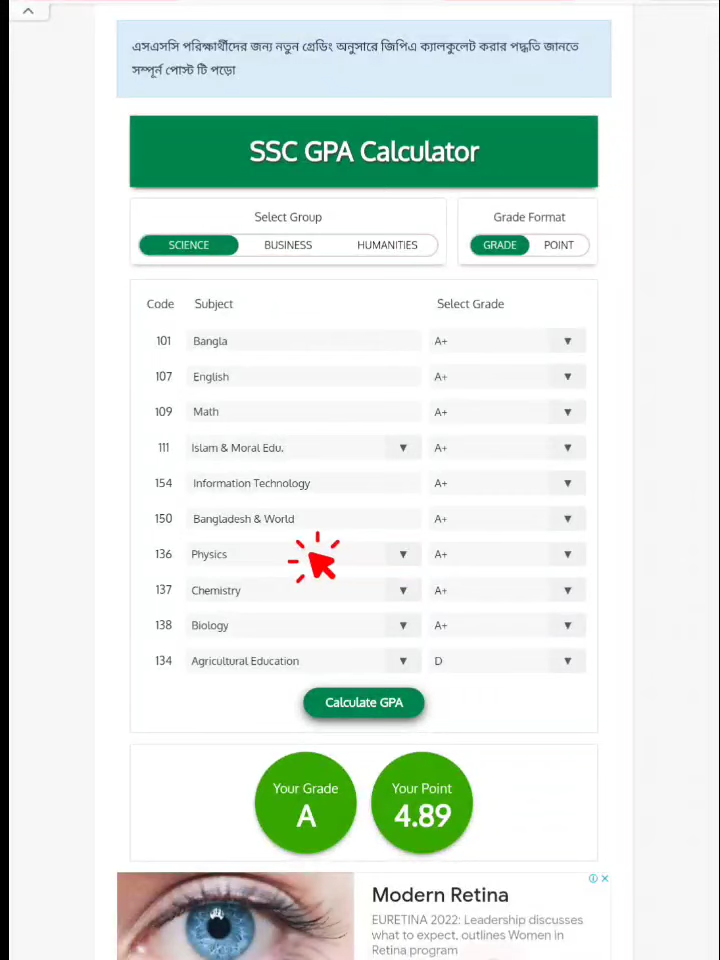 এসএসসি পরিক্ষার্থীদের জন্য নতুন গ্রেডিং অনুসারে জিপিএ ক্যালকুলেট করার পদ্ধতি জানতে
সম্পূর্ন পোস্ট টি পড়ো
SSC GPA Calculator
Select Group
Grade Format
SCIENCE BUSINESS HUMANITIES
GRADE POINT
Code Subject Select Grade
101 Bangla A+
107 English A+
109 Math A+
111 Islam & Moral Edu. A+
154 Information Technology A+
150 Bangladesh & World A+
136 Physics A+
137 Chemistry A+
138 Biology A+
134 Agricultural Education D
Calculate GPA
Your Grade
A
Your Point
4.89
Modern Retina
EURETINA 2022: Leadership discusses
what to expect, outlines Women in
Retina program